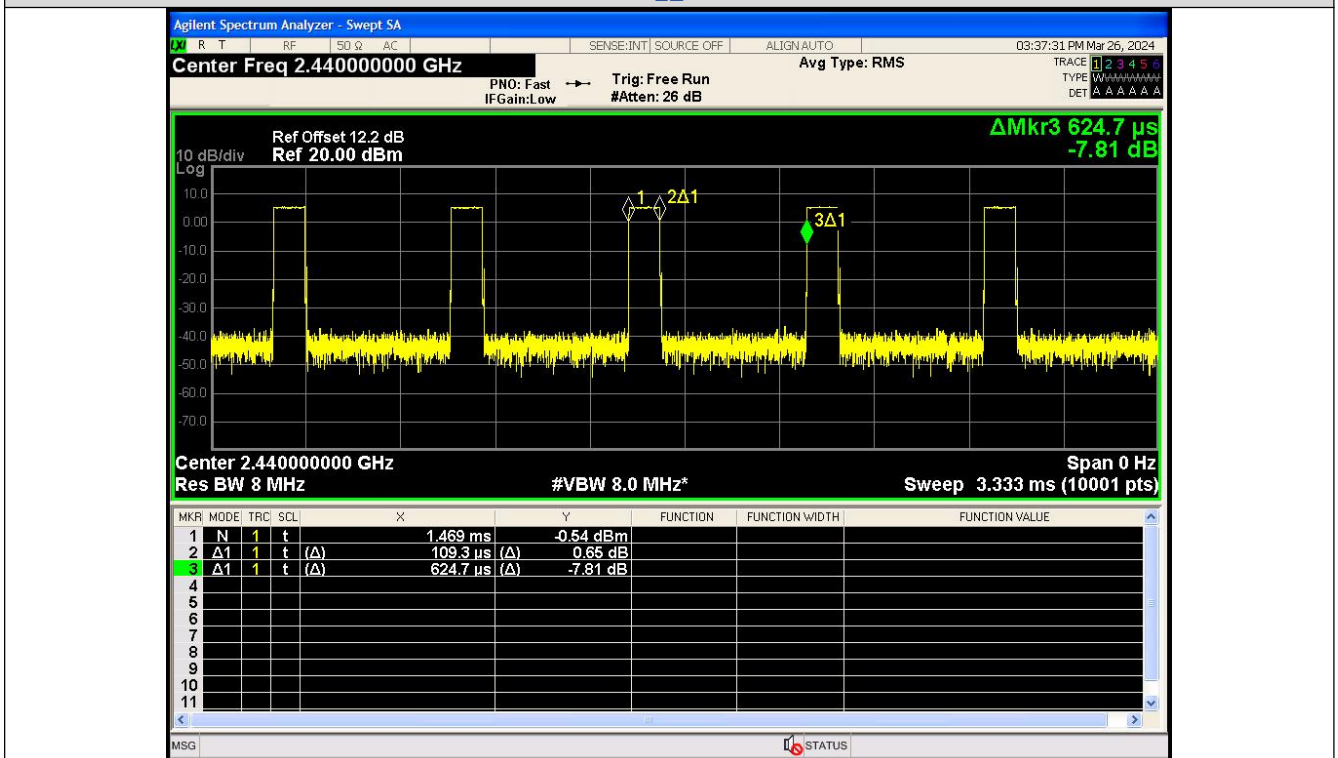 Agilent Spectrum Analyzer - Swept SA
LXI R T RF 50 Ω AC SENSE:INT SOURCE OFF ALIGN AUTO 03:37:31 PM Mar 26, 2024
Center Freq 2.440000000 GHz
PNO: Fast
IFGain:Low
Trig: Free Run
#Atten: 26 dB
Avg Type: RMS
TRACE 1 2 3 4 5 6
TYPE W
DET A A A A A A
ΔMkr3 624.7 µs
-7.81 dB
Ref Offset 12.2 dB
10 dB/div Ref 20.00 dBm
Log
10.0
0.00
-10.0
-20.0
-30.0
-40.0
-50.0
-60.0
-70.0
1 2Δ1
3Δ1
Center 2.440000000 GHz Span 0 Hz
Res BW 8 MHz #VBW 8.0 MHz* Sweep 3.333 ms (10001 pts)
MKR MODE TRC SCL X Y FUNCTION FUNCTION WIDTH FUNCTION VALUE
1 N 1 t 1.469 ms -0.54 dBm
2 Δ1 1 t (Δ) 109.3 µs (Δ) 0.65 dB
3 Δ1 1 t (Δ) 624.7 µs (Δ) -7.81 dB
4
5
6
7
8
9
10
11
MSG STATUS